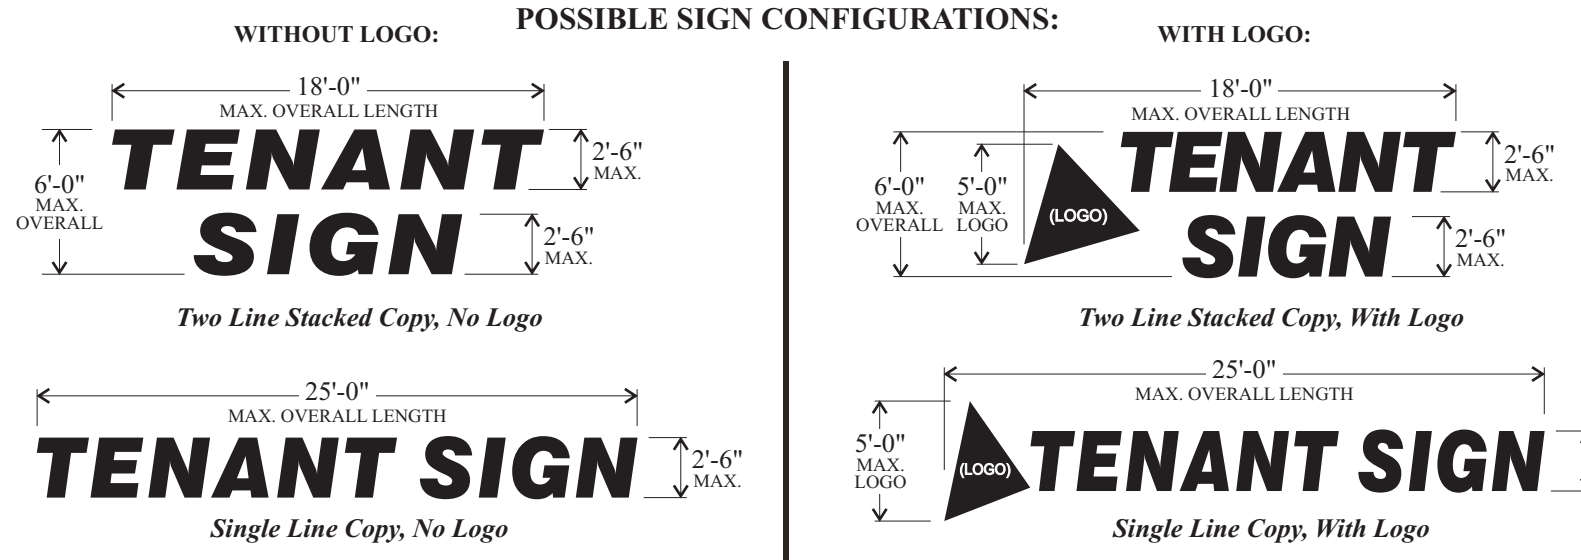 POSSIBLE SIGN CONFIGURATIONS:
WITHOUT LOGO:
18'-0"
MAX. OVERALL LENGTH
TENANT
SIGN
6'-0"
MAX.
OVERALL
2'-6"
MAX.
2'-6"
MAX.
Two Line Stacked Copy, No Logo
25'-0"
MAX. OVERALL LENGTH
TENANT SIGN
2'-6"
MAX.
Single Line Copy, No Logo
WITH LOGO:
18'-0"
MAX. OVERALL LENGTH
6'-0"
MAX.
OVERALL
5'-0"
MAX.
LOGO
(LOGO)
TENANT
SIGN
2'-6"
MAX.
2'-6"
MAX.
Two Line Stacked Copy, With Logo
25'-0"
MAX. OVERALL LENGTH
5'-0"
MAX.
LOGO
(LOGO)
TENANT SIGN
Single Line Copy, With Logo